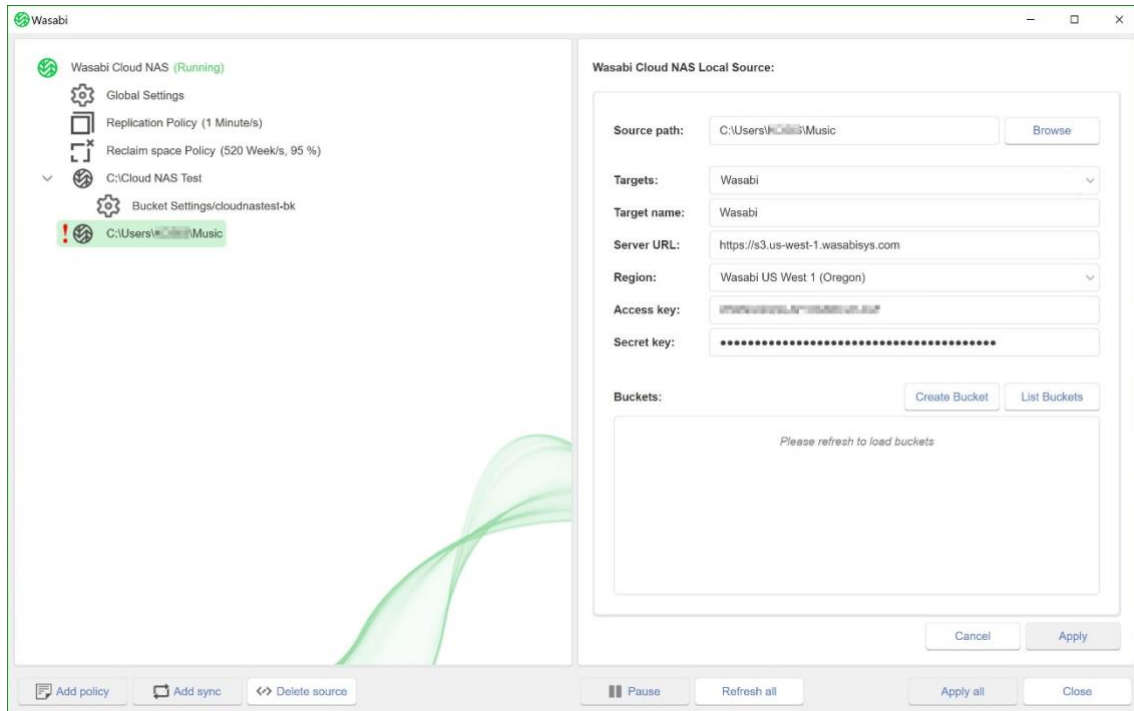 Wasabi
Wasabi Cloud NAS (Running)
Global Settings
Replication Policy (1 Minute/s)
Reclaim space Policy (520 Week/s, 95 %)
C:\Cloud NAS Test
Bucket Settings/cloudnastest-bk
C:\Users\ \Music
Wasabi Cloud NAS Local Source:
Source path: C:\Users\ \Music Browse
Targets: Wasabi
Target name: Wasabi
Server URL: https://s3.us-west-1.wasabisys.com
Region: Wasabi US West 1 (Oregon)
Access key:
Secret key: ••••••••••••••••••••••••••••••••••••••••
Buckets: Create Bucket List Buckets
Please refresh to load buckets
Cancel Apply
Add policy Add sync Delete source Pause Refresh all Apply all Close